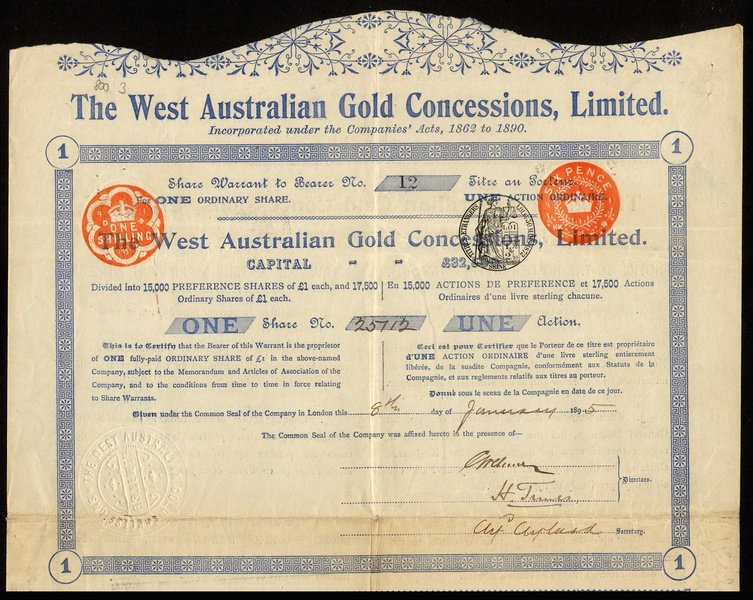 800 3
The West Australian Gold Concessions, Limited.
Incorporated under the Companies' Acts, 1862 to 1890.
1
1
Share Warrant to Bearer No. 12 Titre au Porteur
For ONE ORDINARY SHARE. UNE ACTION ORDINAIRE.
ONE
SHILLING
PENCE
The West Australian Gold Concessions, Limited.
CAPITAL " " £32,
Divided into 15,000 PREFERENCE SHARES of £1 each, and 17,500 Ordinary Shares of £1 each.
En 15,000 ACTIONS DE PREFERENCE et 17,500 Actions Ordinaires d'une livre sterling chacune.
ONE Share No. 25712 UNE Action.
This is to Certify that the Bearer of this Warrant is the proprietor
of ONE fully-paid ORDINARY SHARE of £1 in the above-named
Company, subject to the Memorandum and Articles of Association of the
Company, and to the conditions from time to time in force relating
to Share Warrants.
Ceci est pour Certifier que le Porteur de ce titre est propriétaire
d'UNE ACTION ORDINAIRE d'une livre sterling entierement
libérée, de la susdite Compagnie, conformément aux Statuts de la
Compagnie, et aux reglements relatifs aux titres au porteur.
Donné sous le sceau de la Compagnie en date de ce jour.
Given under the Common Seal of the Company in London this 8th day of January 1895
The Common Seal of the Company was affixed hereto in the presence of—
Directors.
Secretary.
THE WEST AUSTRALIAN
1
1